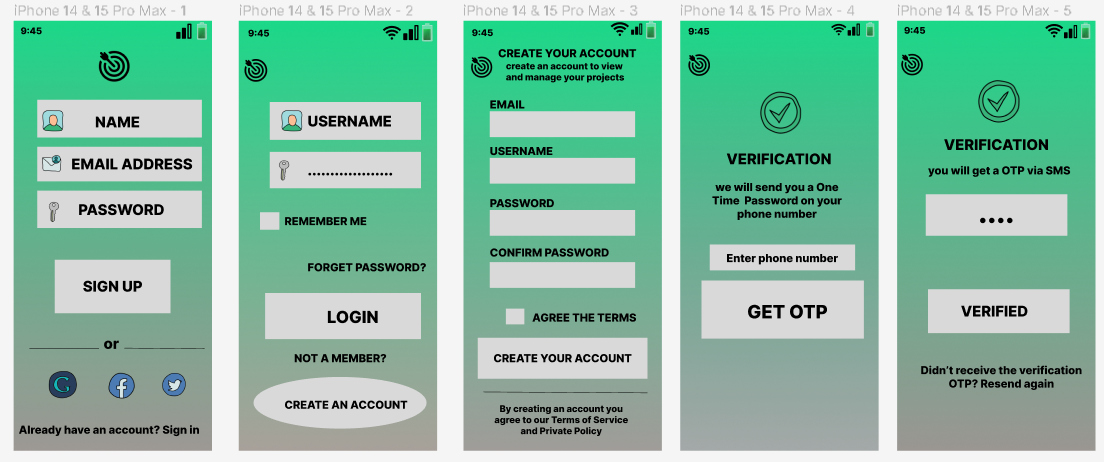 iPhone 14 & 15 Pro Max - 1
9:45
NAME
EMAIL ADDRESS
PASSWORD
SIGN UP
or
G
f
Already have an account? Sign in
iPhone 14 & 15 Pro Max - 2
9:45
USERNAME
...................
REMEMBER ME
FORGET PASSWORD?
LOGIN
NOT A MEMBER?
CREATE AN ACCOUNT
iPhone 14 & 15 Pro Max - 3
9:45
CREATE YOUR ACCOUNT
create an account to view
and manage your projects
EMAIL
USERNAME
PASSWORD
CONFIRM PASSWORD
AGREE THE TERMS
CREATE YOUR ACCOUNT
By creating an account you
agree to our Terms of Service
and Private Policy
iPhone 14 & 15 Pro Max - 4
9:45
VERIFICATION
we will send you a One
Time Password on your
phone number
Enter phone number
GET OTP
iPhone 14 & 15 Pro Max - 5
9:45
VERIFICATION
you will get a OTP via SMS
....
VERIFIED
Didn't receive the verification
OTP? Resend again